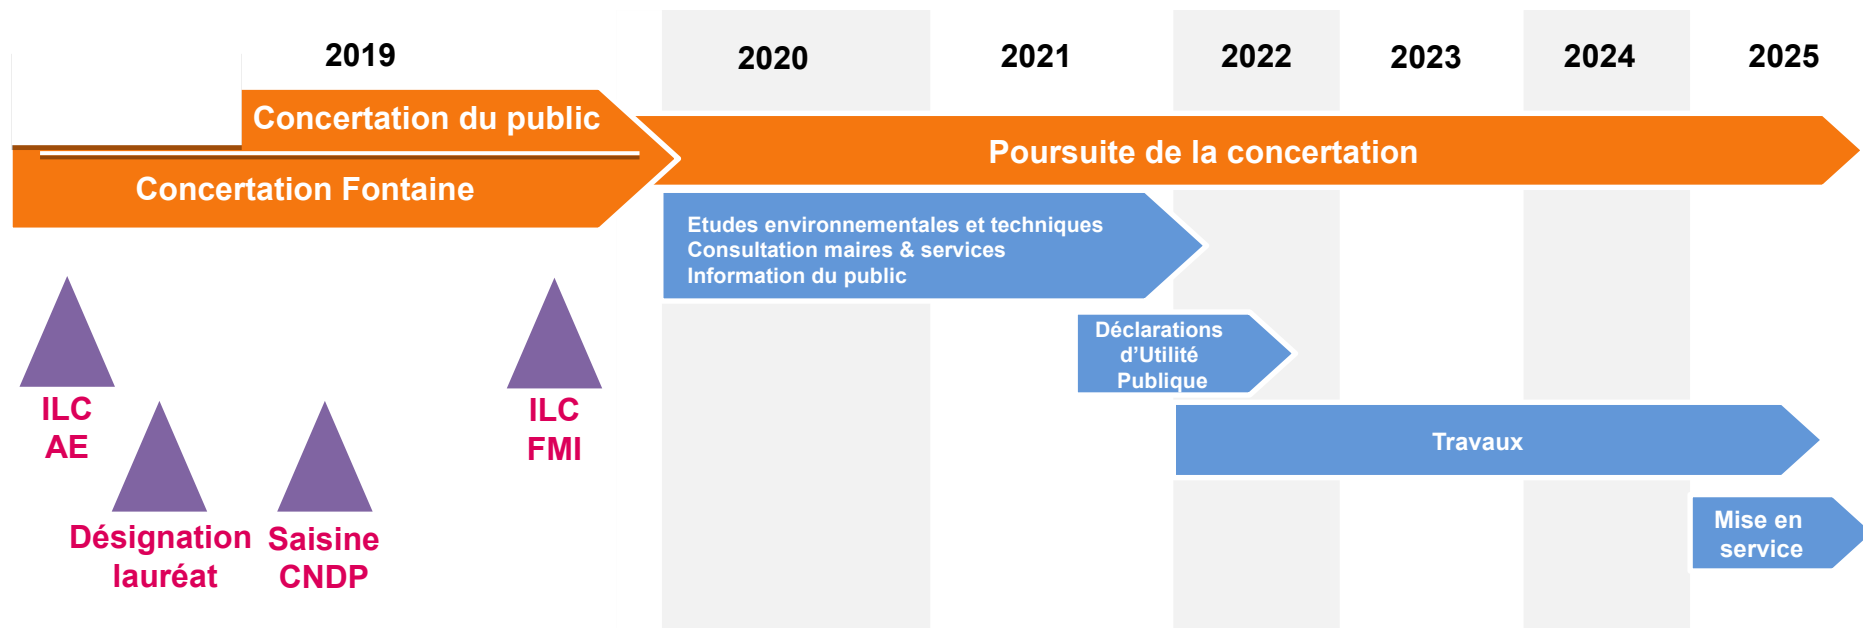 2019
2020
2021
2022
2023
2024
2025
Concertation du public
Concertation Fontaine
Poursuite de la concertation
Etudes environnementales et techniques
Consultation maires & services
Information du public
Déclarations
d’Utilité
Publique
Travaux
Mise en
service
ILC
AE
Désignation
lauréat
Saisine
CNDP
ILC
FMI